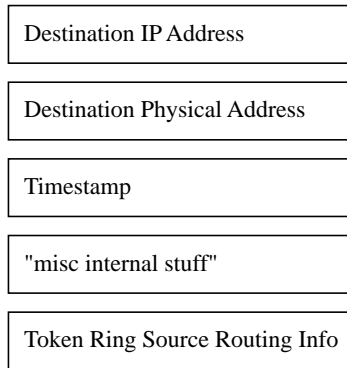 Destination IP Address
Destination Physical Address
Timestamp
"misc internal stuff"
Token Ring Source Routing Info